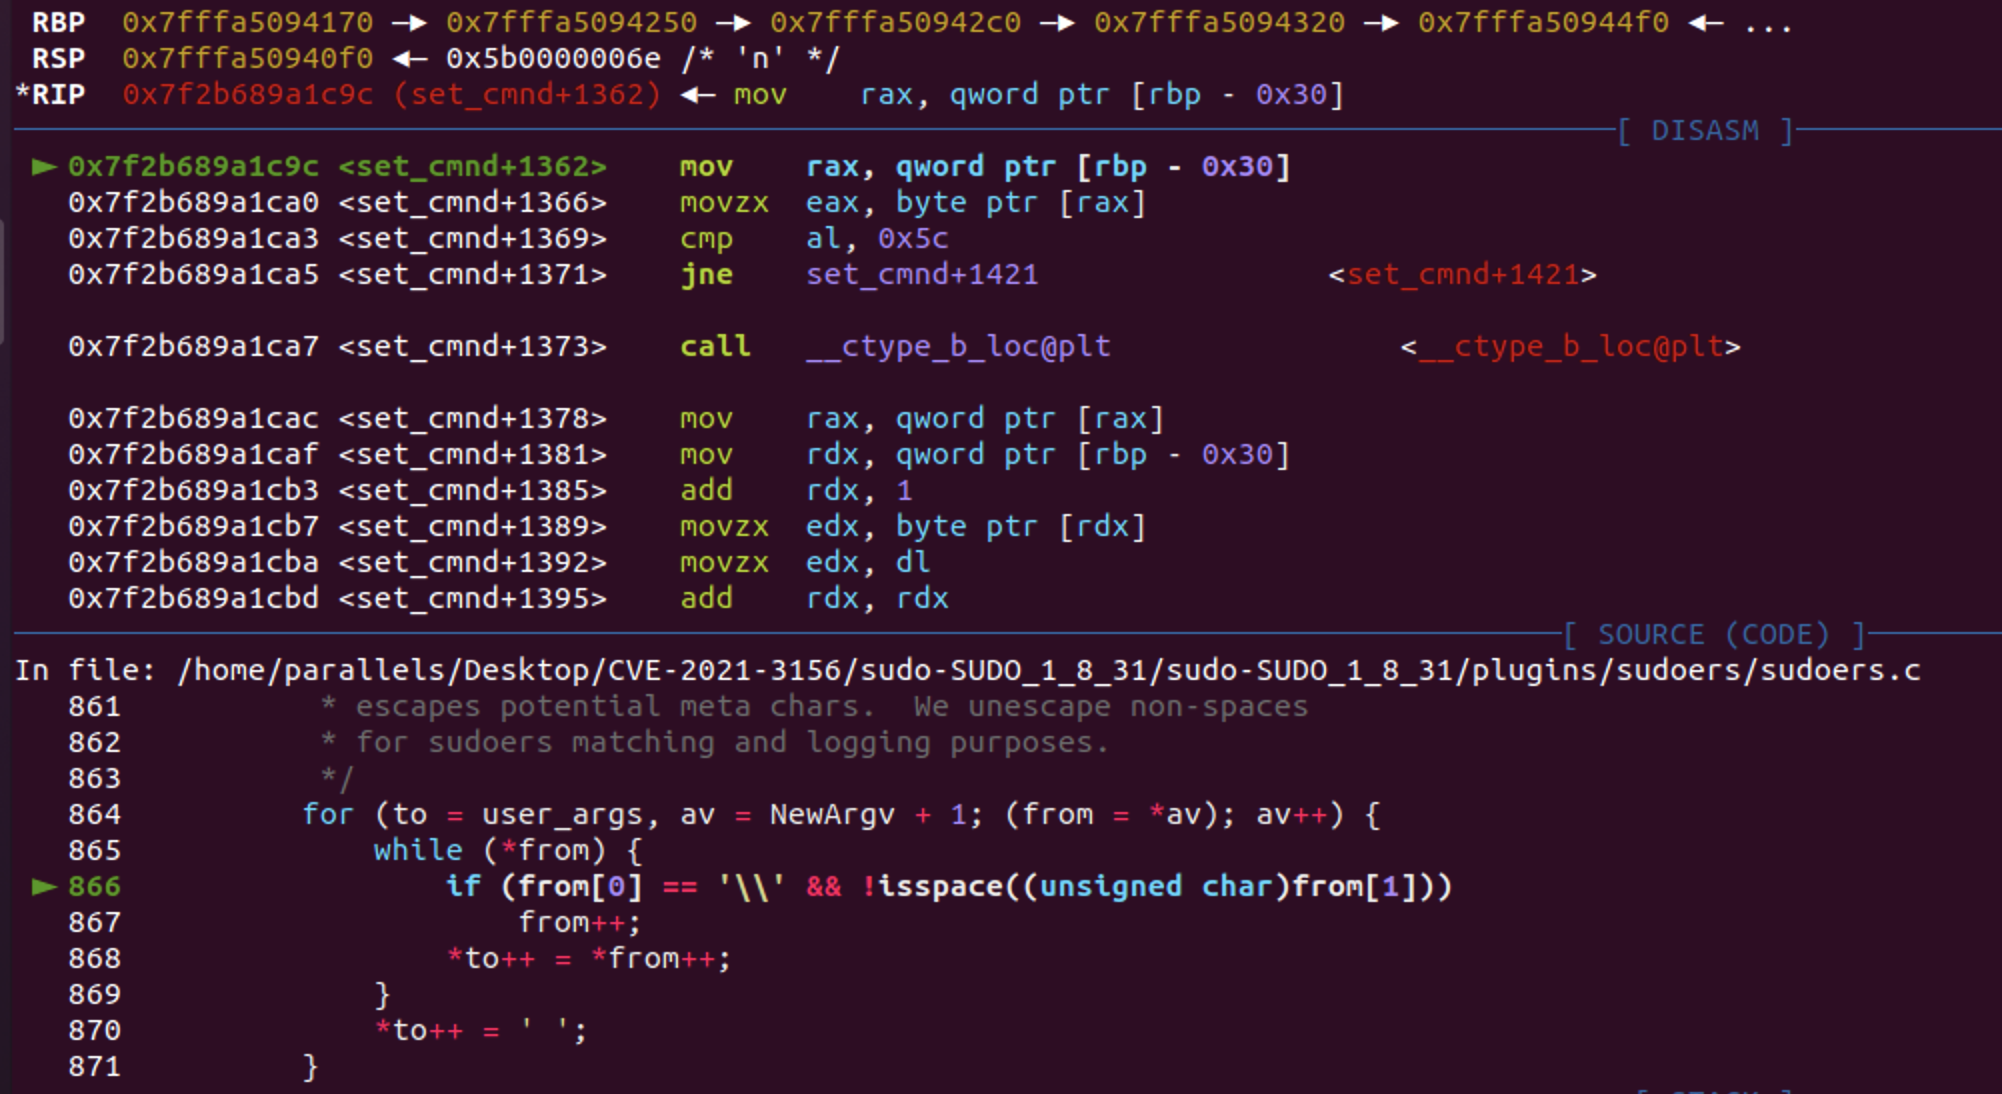 RBP  0x7fffa5094170 —▸ 0x7fffa5094250 —▸ 0x7fffa50942c0 —▸ 0x7fffa5094320 —▸ 0x7fffa50944f0 ◂— ...
RSP  0x7fffa50940f0 ◂— 0x5b0000006e /* 'n' */
*RIP  0x7f2b689a1c9c (set_cmnd+1362) ◂— mov    rax, qword ptr [rbp - 0x30]
[ DISASM ]
► 0x7f2b689a1c9c <set_cmnd+1362>    mov    rax, qword ptr [rbp - 0x30]
0x7f2b689a1ca0 <set_cmnd+1366>    movzx  eax, byte ptr [rax]
0x7f2b689a1ca3 <set_cmnd+1369>    cmp    al, 0x5c
0x7f2b689a1ca5 <set_cmnd+1371>    jne    set_cmnd+1421                <set_cmnd+1421>
0x7f2b689a1ca7 <set_cmnd+1373>    call   __ctype_b_loc@plt                <__ctype_b_loc@plt>
0x7f2b689a1cac <set_cmnd+1378>    mov    rax, qword ptr [rax]
0x7f2b689a1caf <set_cmnd+1381>    mov    rdx, qword ptr [rbp - 0x30]
0x7f2b689a1cb3 <set_cmnd+1385>    add    rdx, 1
0x7f2b689a1cb7 <set_cmnd+1389>    movzx  edx, byte ptr [rdx]
0x7f2b689a1cba <set_cmnd+1392>    movzx  edx, dl
0x7f2b689a1cbd <set_cmnd+1395>    add    rdx, rdx
[ SOURCE (CODE) ]
In file: /home/parallels/Desktop/CVE-2021-3156/sudo-SUDO_1_8_31/sudo-SUDO_1_8_31/plugins/sudoers/sudoers.c
861            * escapes potential meta chars.  We unescape non-spaces
862            * for sudoers matching and logging purposes.
863            */
864           for (to = user_args, av = NewArgv + 1; (from = *av); av++) {
865               while (*from) {
► 866                   if (from[0] == '\\' && !isspace((unsigned char)from[1]))
867                       from++;
868                   *to++ = *from++;
869               }
870               *to++ = ' ';
871           }